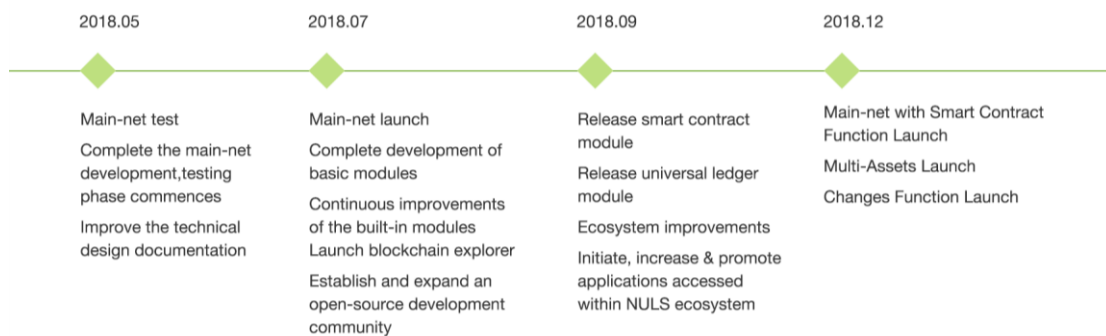 2018.05
Main-net test
Complete the main-net
development,testing
phase commences
Improve the technical
design documentation
2018.07
Main-net launch
Complete development of
basic modules
Continuous improvements
of the built-in modules
Launch blockchain explorer
Establish and expand an
open-source development
community
2018.09
Release smart contract
module
Release universal ledger
module
Ecosystem improvements
Initiate, increase & promote
applications accessed
within NULS ecosystem
2018.12
Main-net with Smart Contract
Function Launch
Multi-Assets Launch
Changes Function Launch